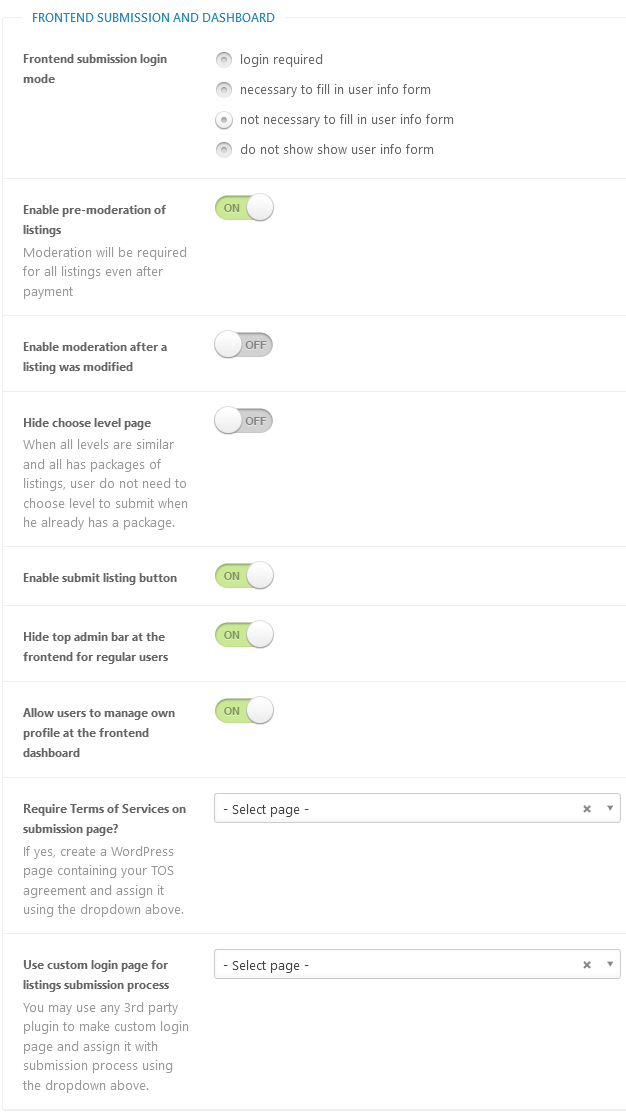 FRONTEND SUBMISSION AND DASHBOARD
Frontend submission login
mode
login required
necessary to fill in user info form
not necessary to fill in user info form
do not show show user info form
Enable pre-moderation of
listings
ON
Moderation will be required
for all listings even after
payment
Enable moderation after a
listing was modified
OFF
Hide choose level page
OFF
When all levels are similar
and all has packages of
listings, user do not need to
choose level to submit when
he already has a package.
Enable submit listing button
ON
Hide top admin bar at the
frontend for regular users
ON
Allow users to manage own
profile at the frontend
dashboard
ON
Require Terms of Services on
submission page?
- Select page -
If yes, create a WordPress
page containing your TOS
agreement and assign it
using the dropdown above.
Use custom login page for
listings submission process
- Select page -
You may use any 3rd party
plugin to make custom login
page and assign it with
submission process using
the dropdown above.